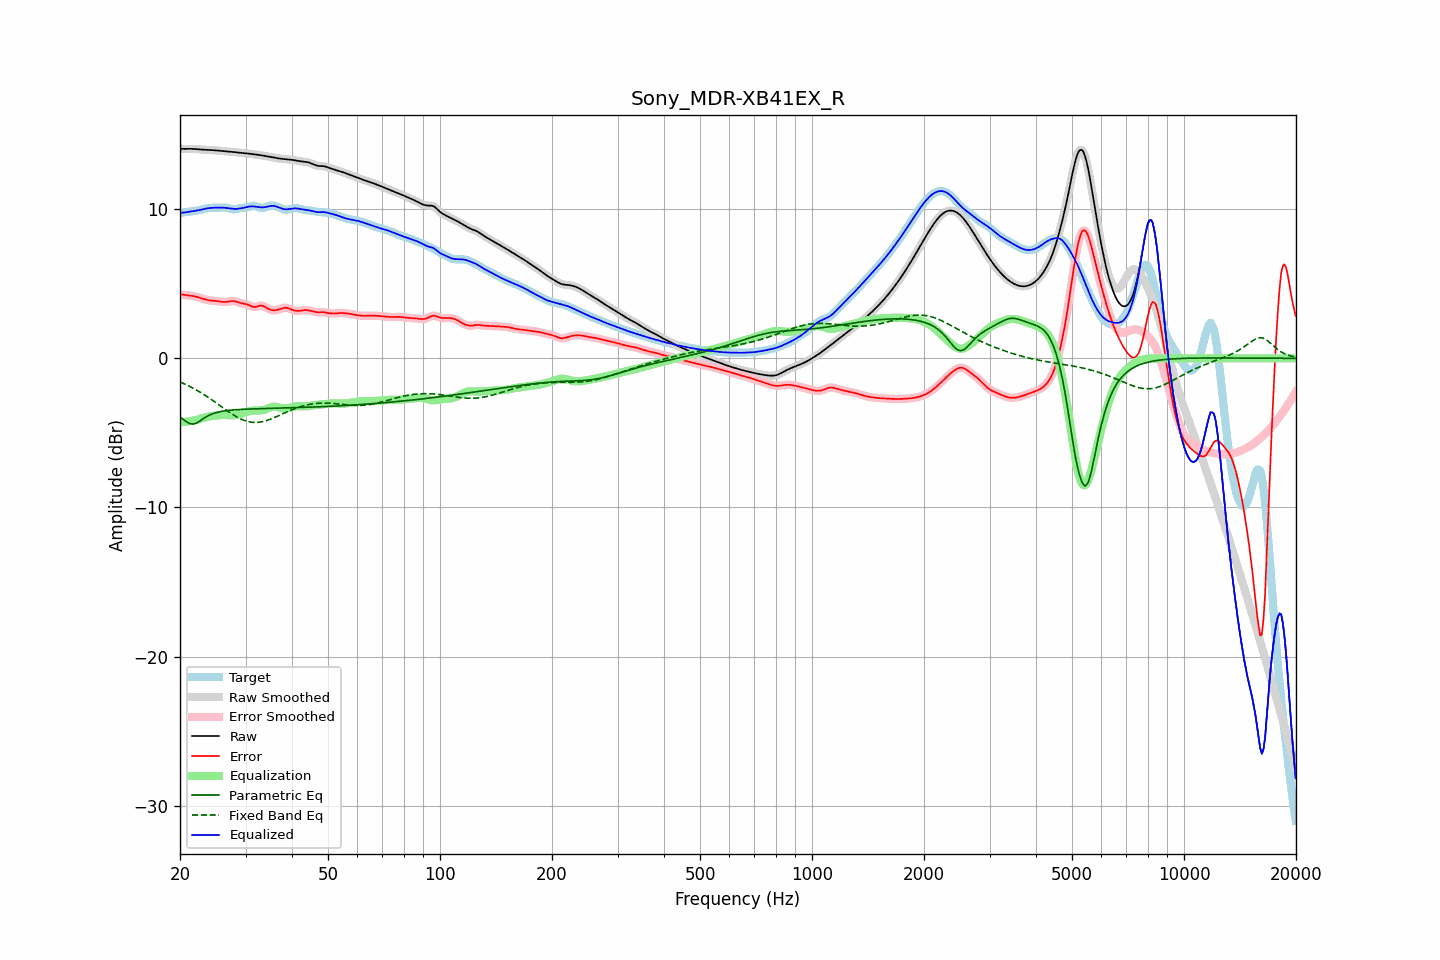 Sony_MDR-XB41EX_R
Amplitude (dBr)
10
0
−10
−20
−30
Target
Raw Smoothed
Error Smoothed
Raw
Error
Equalization
Parametric Eq
Fixed Band Eq
Equalized
20 50 100 200 500 1000 2000 5000 10000 20000
Frequency (Hz)